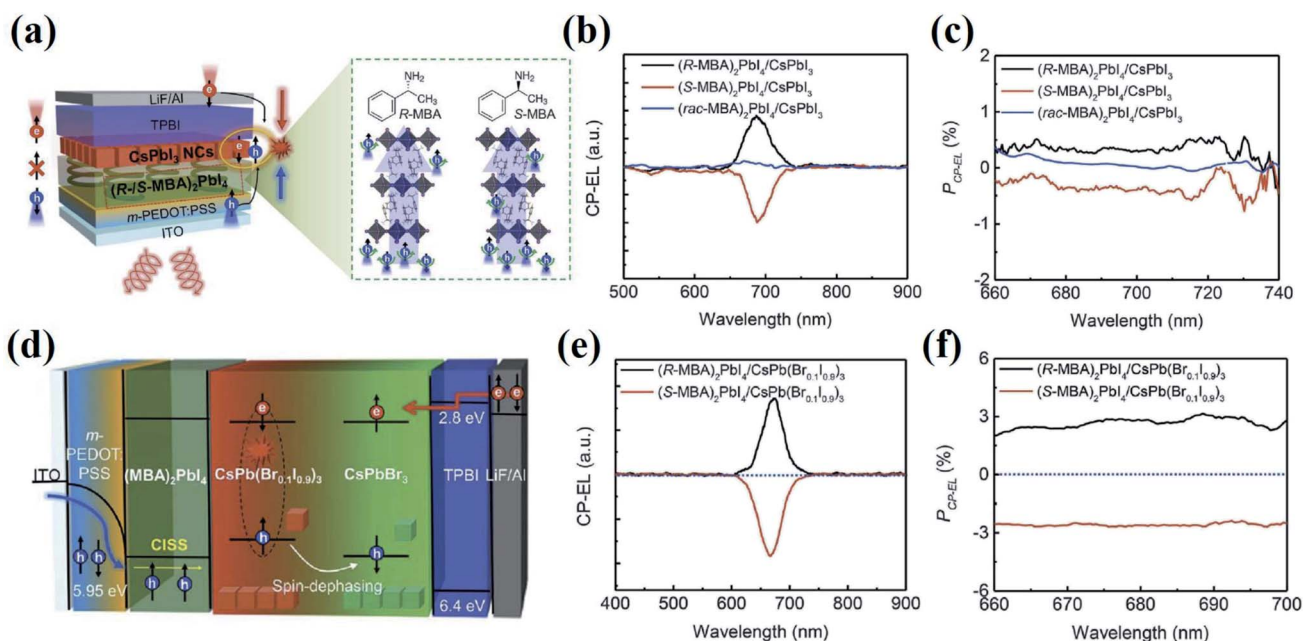 (a)
LiF/Al
TPBI
CsPbI3 NCs
(R-/S-MBA)2PbI4
m-PEDOT:PSS
ITO
e
e
h
h
e
h
NH2
CH3
R-MBA
NH2
CH3
S-MBA
h
h
h
h
h
h
h
h
h
h
h
(b)
CP-EL (a.u.)
(R-MBA)2PbI4/CsPbI3
(S-MBA)2PbI4/CsPbI3
(rac-MBA)2PbI4/CsPbI3
500 600 700 800 900
Wavelength (nm)
(c)
PCP-EL (%)
2
1
0
-1
-2
(R-MBA)2PbI4/CsPbI3
(S-MBA)2PbI4/CsPbI3
(rac-MBA)2PbI4/CsPbI3
660 680 700 720 740
Wavelength (nm)
(d)
ITO
m-
PEDOT:
PSS
h h
5.95 eV
(MBA)2PbI4
CISS
h h
e
CsPb(Br0.1I0.9)3
h
Spin-dephasing
e
CsPbBr3
h
2.8 eV
TPBI
6.4 eV
e e
LiF/Al
(e)
CP-EL (a.u.)
(R-MBA)2PbI4/CsPb(Br0.1I0.9)3
(S-MBA)2PbI4/CsPb(Br0.1I0.9)3
400 500 600 700 800 900
Wavelength (nm)
(f)
PCP-EL (%)
6
3
0
-3
-6
(R-MBA)2PbI4/CsPb(Br0.1I0.9)3
(S-MBA)2PbI4/CsPb(Br0.1I0.9)3
660 670 680 690 700
Wavelength (nm)